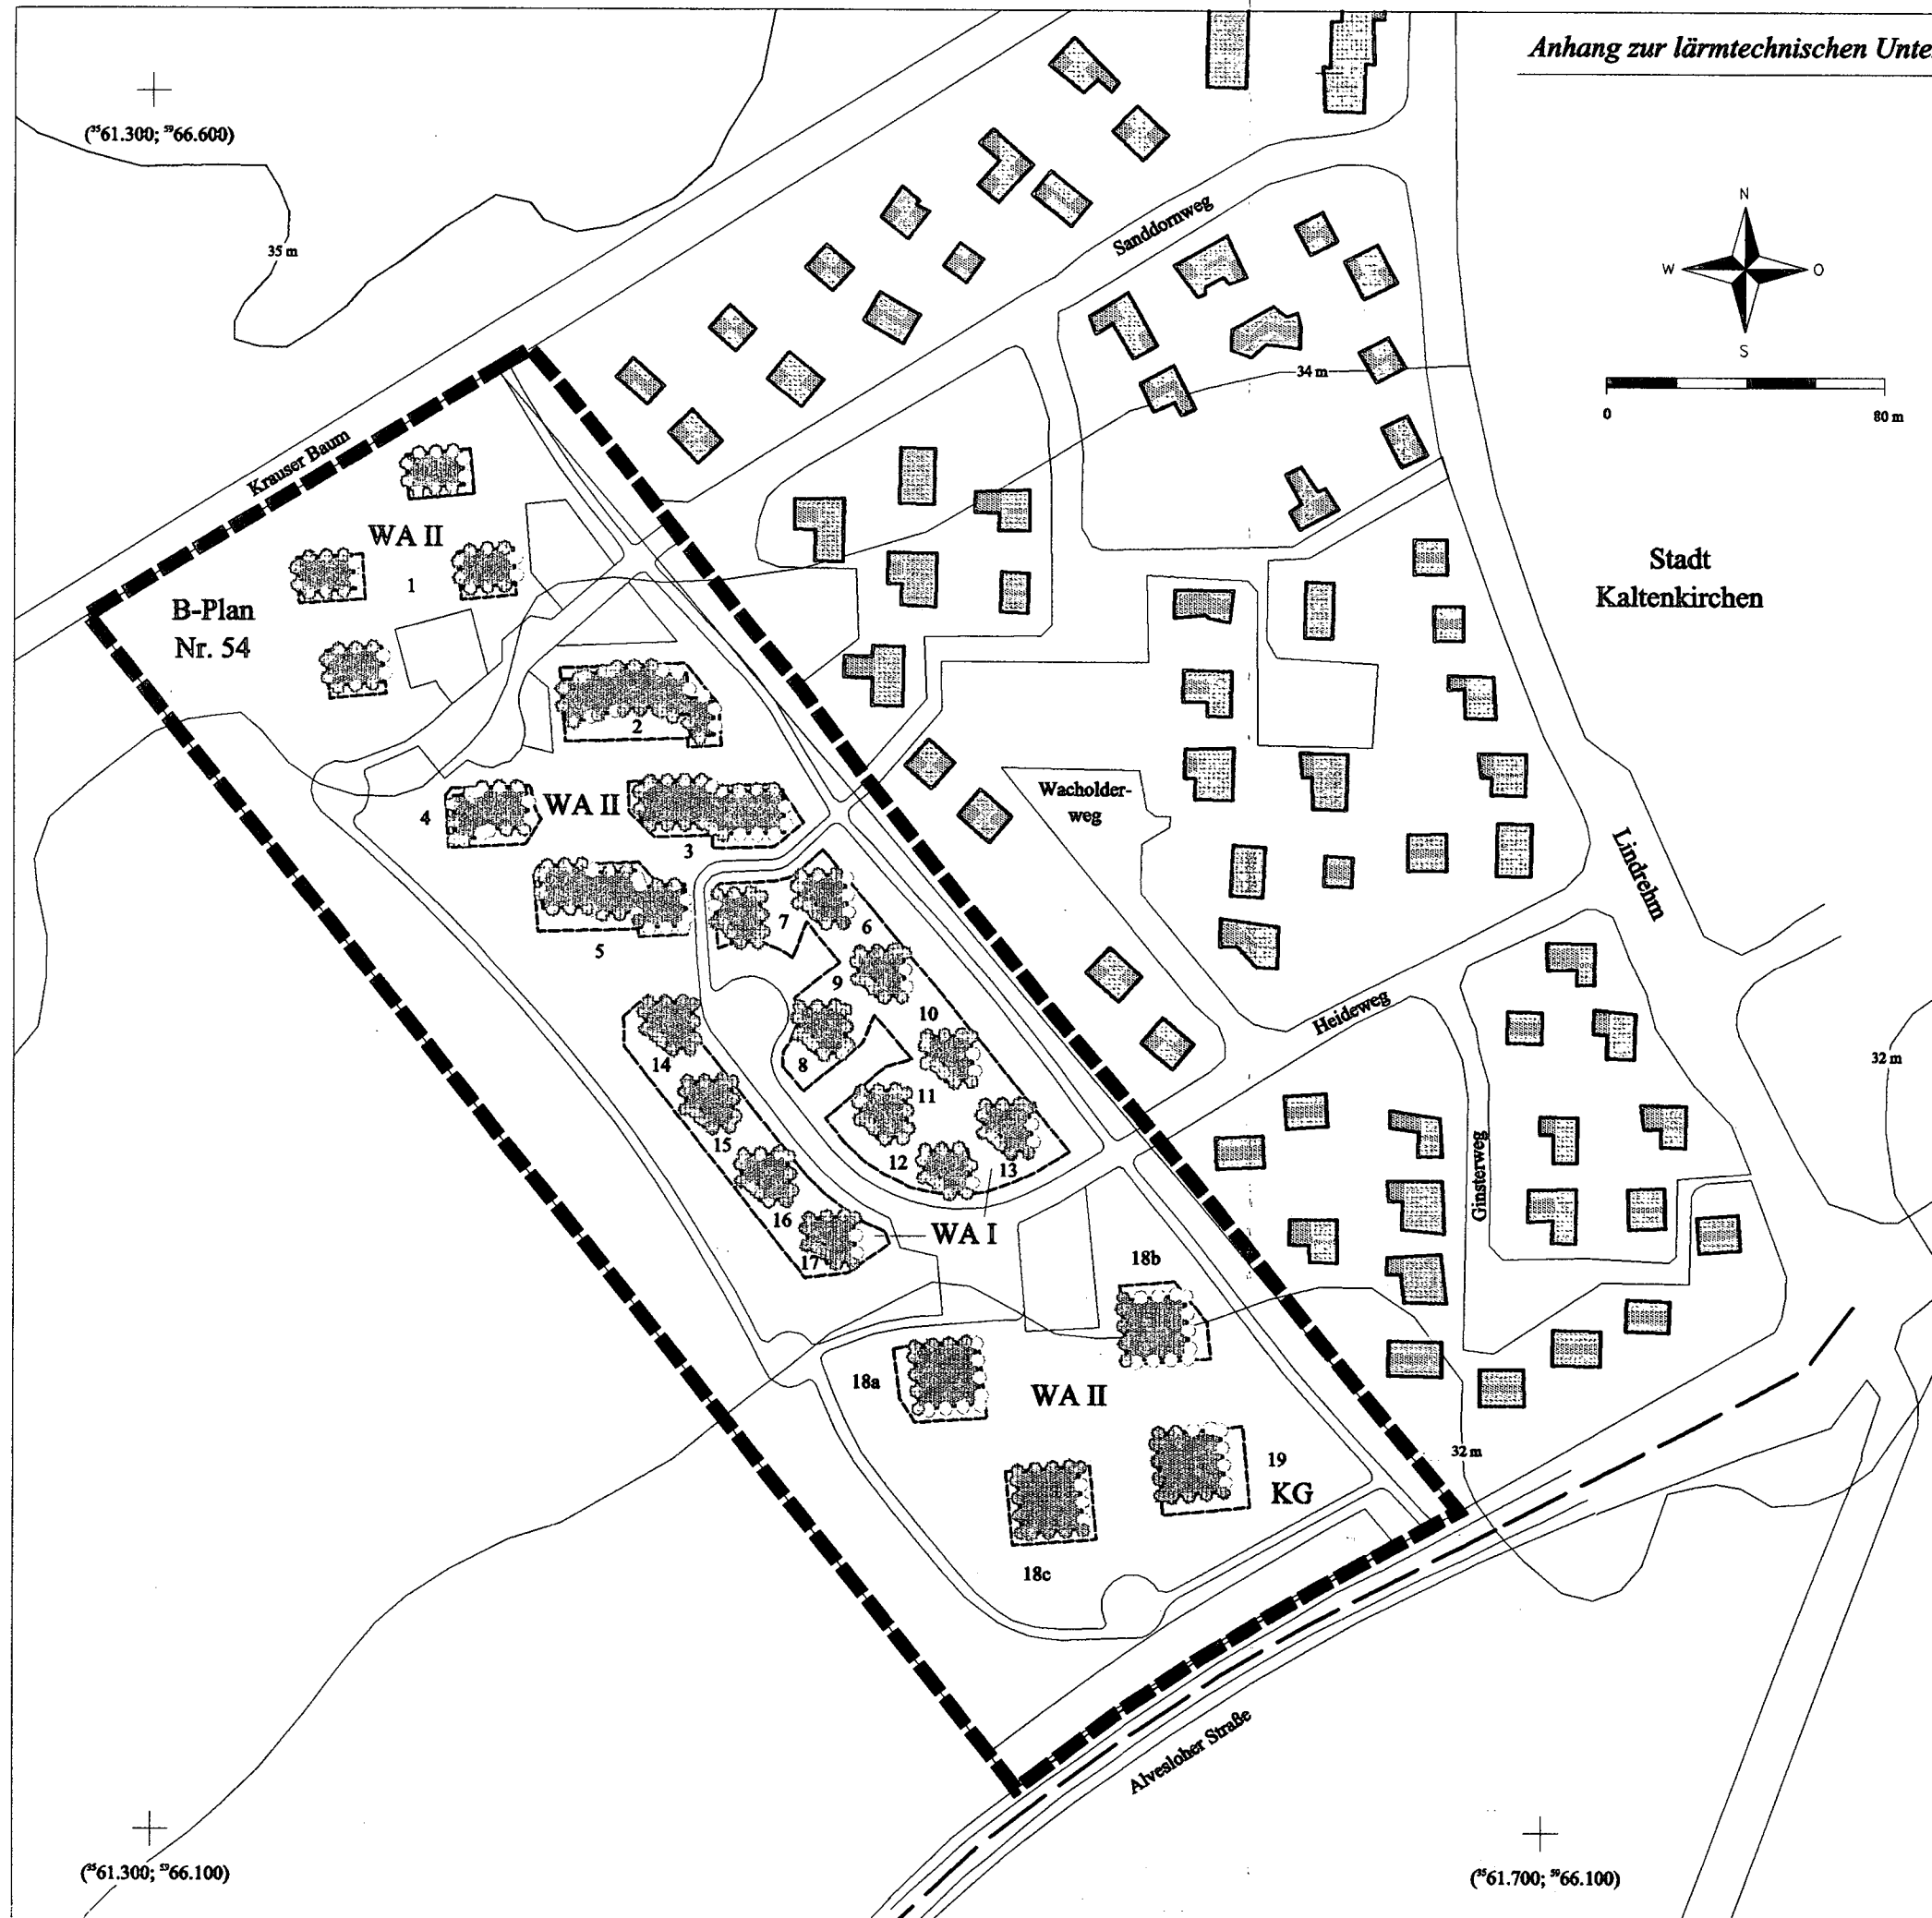 Anhang zur lärmtechnischen Unte
(³⁵61.300; ⁵⁹66.600)
35 m
Sanddornweg
N
W
O
S
0
80 m
34 m
Krauser Baum
WA II
1
B-Plan
Nr. 54
Stadt
Kaltenkirchen
2
4
WA II
3
Wacholder-
weg
Lindrehm
5
7
6
9
10
Heideweg
14
8
11
32 m
15
12
13
16
Ginsterweg
WA I
17
18b
18a
WA II
19
KG
32 m
18c
Alvesloher Straße
(³⁵61.300; ⁵⁹66.100)
(³⁵61.700; ⁵⁹66.100)